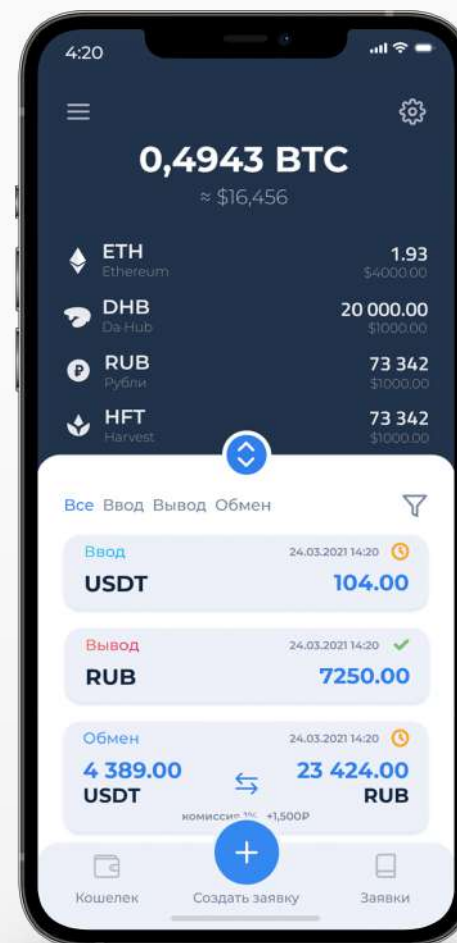 4:20
0,4943 BTC
≈ $16,456
ETH 1.93
Ethereum $4000.00
DHB 20 000.00
Da Hub $1000.00
RUB 73 342
Рубли $1000.00
HFT 73 342
Harvest $1000.00
Все Ввод Вывод Обмен
Ввод 24.03.2021 14:20
USDT 104.00
Вывод 24.03.2021 14:20
RUB 7250.00
Обмен 24.03.2021 14:20
4 389.00 23 424.00
USDT RUB
комиссия 1% +1,500₽
Кошелек Создать заявку Заявки